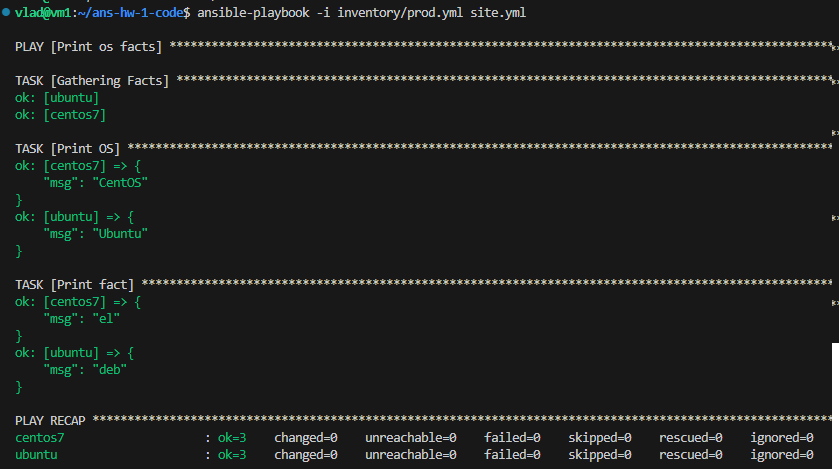 vlad@vm1:~/ans-hw-1-code$ ansible-playbook -i inventory/prod.yml site.yml
PLAY [Print os facts] *****************************************************************************************
TASK [Gathering Facts] ****************************************************************************************
ok: [ubuntu]
ok: [centos7]
TASK [Print OS] ***********************************************************************************************
ok: [centos7] => {
    "msg": "CentOS"
}
ok: [ubuntu] => {
    "msg": "Ubuntu"
}
TASK [Print fact] *********************************************************************************************
ok: [centos7] => {
    "msg": "el"
}
ok: [ubuntu] => {
    "msg": "deb"
}
PLAY RECAP ****************************************************************************************************
centos7                    : ok=3    changed=0    unreachable=0    failed=0    skipped=0    rescued=0    ignored=0
ubuntu                     : ok=3    changed=0    unreachable=0    failed=0    skipped=0    rescued=0    ignored=0